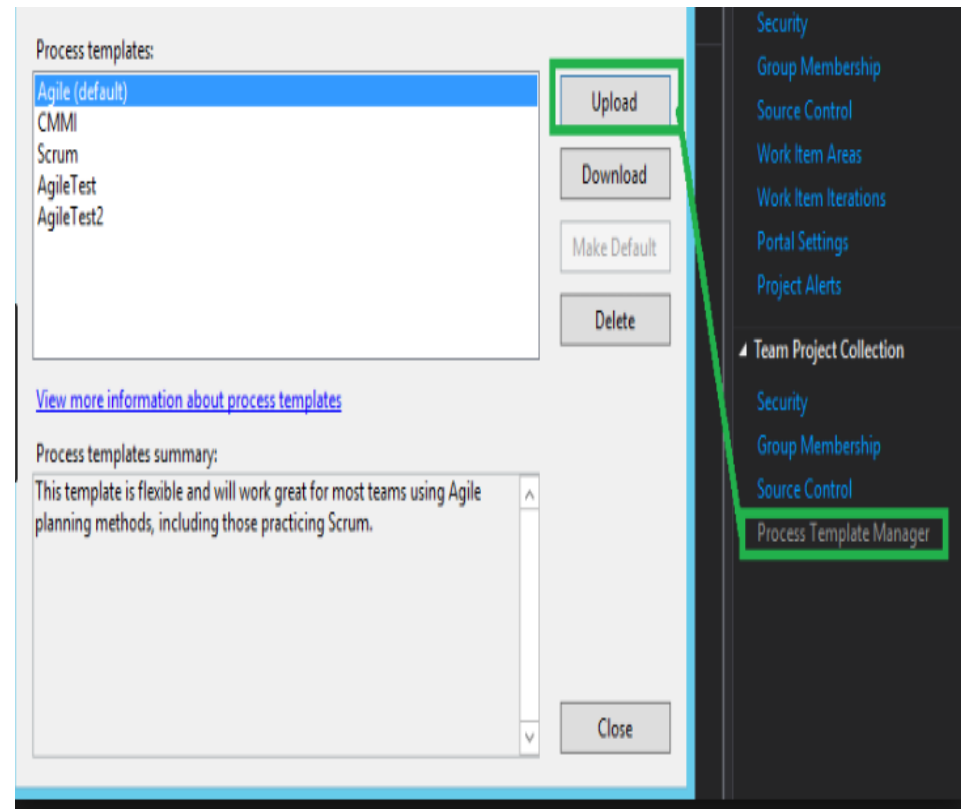 Process templates:
Agile (default)
CMMI
Scrum
AgileTest
AgileTest2
Upload
Download
Make Default
Delete
View more information about process templates
Process templates summary:
This template is flexible and will work great for most teams using Agile
planning methods, including those practicing Scrum.
Close
Security
Group Membership
Source Control
Work Item Areas
Work Item Iterations
Portal Settings
Project Alerts
Team Project Collection
Security
Group Membership
Source Control
Process Template Manager